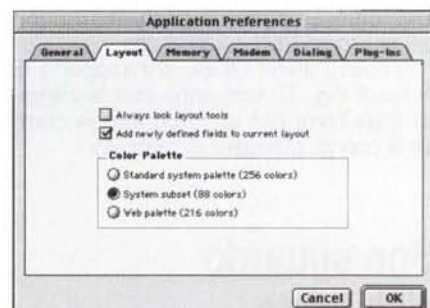 Application Preferences
General Layout Memory Modem Dialing Plug-Ins
Always lock layout tools
Add newly defined fields to current layout
Color Palette
Standard system palette (256 colors)
System subset (88 colors)
Web palette (216 colors)
Cancel OK